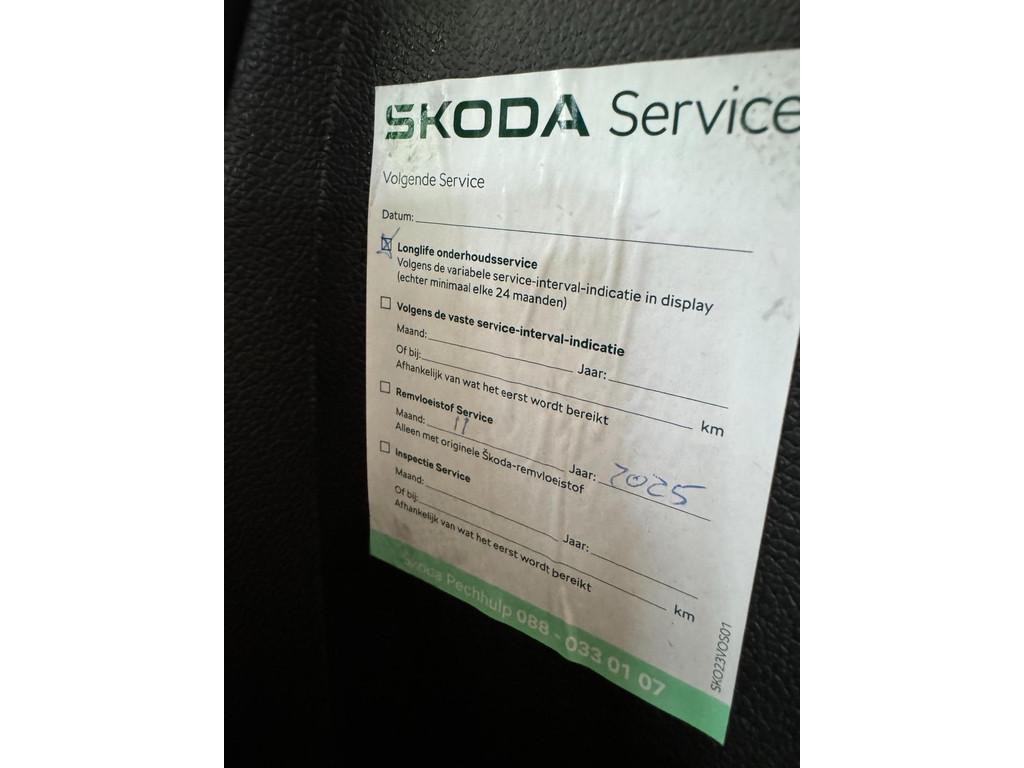 ŠKODA Service
Volgende Service
Datum:
Longlife onderhoudsservice
Volgens de variabele service-interval-indicatie in display
(echter minimaal elke 24 maanden)
Volgens de vaste service-interval-indicatie
Maand: Jaar:
Of bij: km
Afhankelijk van wat het eerst wordt bereikt
Remvloeistof Service
Maand: 11 Jaar: 2025
Alleen met originele Škoda-remvloeistof
Inspectie Service
Maand: Jaar:
Of bij: km
Afhankelijk van wat het eerst wordt bereikt
Škoda Pechhulp 088 - 033 01 07
SKO23VOS01